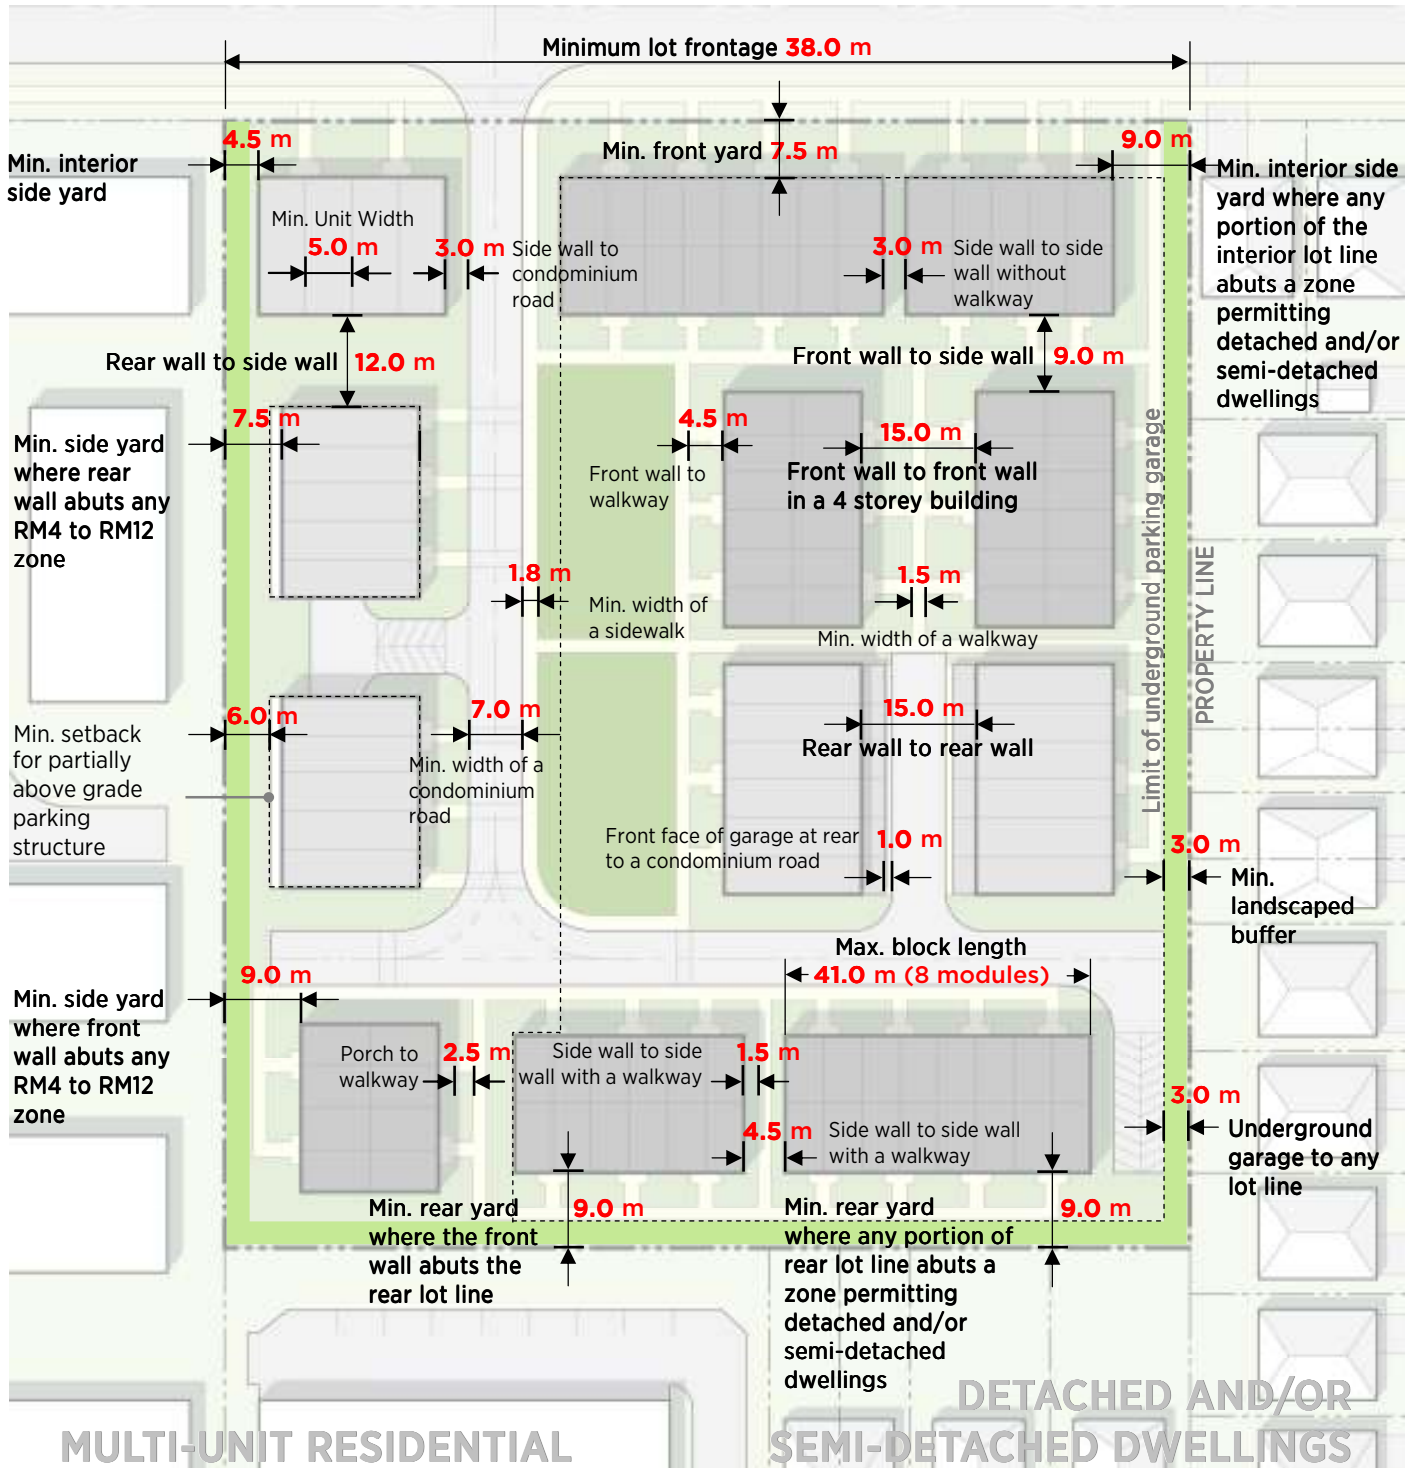 Minimum lot frontage 38.0 m
4.5 m
Min. interior
side yard
Min. front yard 7.5 m
9.0 m
Min. interior side
yard where any
portion of the
interior lot line
abuts a zone
permitting
detached and/or
semi-detached
dwellings
Min. Unit Width
5.0 m
3.0 m Side wall to
condominium
road
3.0 m Side wall to side
wall without
walkway
Rear wall to side wall 12.0 m
Front wall to side wall 9.0 m
7.5 m
Min. side yard
where rear
wall abuts any
RM4 to RM12
zone
4.5 m
Front wall to
walkway
15.0 m
Front wall to front wall
in a 4 storey building
1.8 m
Min. width of
a sidewalk
1.5 m
Min. width of a walkway
Limit of underground parking garage
PROPERTY LINE
6.0 m
Min. setback
for partially
above grade
parking
structure
7.0 m
Min. width of a
condominium
road
15.0 m
Rear wall to rear wall
Front face of garage at rear
to a condominium road
1.0 m
3.0 m
Min.
landscaped
buffer
Max. block length
41.0 m (8 modules)
9.0 m
Min. side yard
where front
wall abuts any
RM4 to RM12
zone
Porch to
walkway
2.5 m
Side wall to side
wall with a walkway
1.5 m
4.5 m
Side wall to side wall
with a walkway
3.0 m
Underground
garage to any
lot line
Min. rear yard
where the front
wall abuts the
rear lot line
9.0 m
Min. rear yard
where any portion of
rear lot line abuts a
zone permitting
detached and/or
semi-detached
dwellings
9.0 m
MULTI-UNIT RESIDENTIAL
DETACHED AND/OR
SEMI-DETACHED DWELLINGS